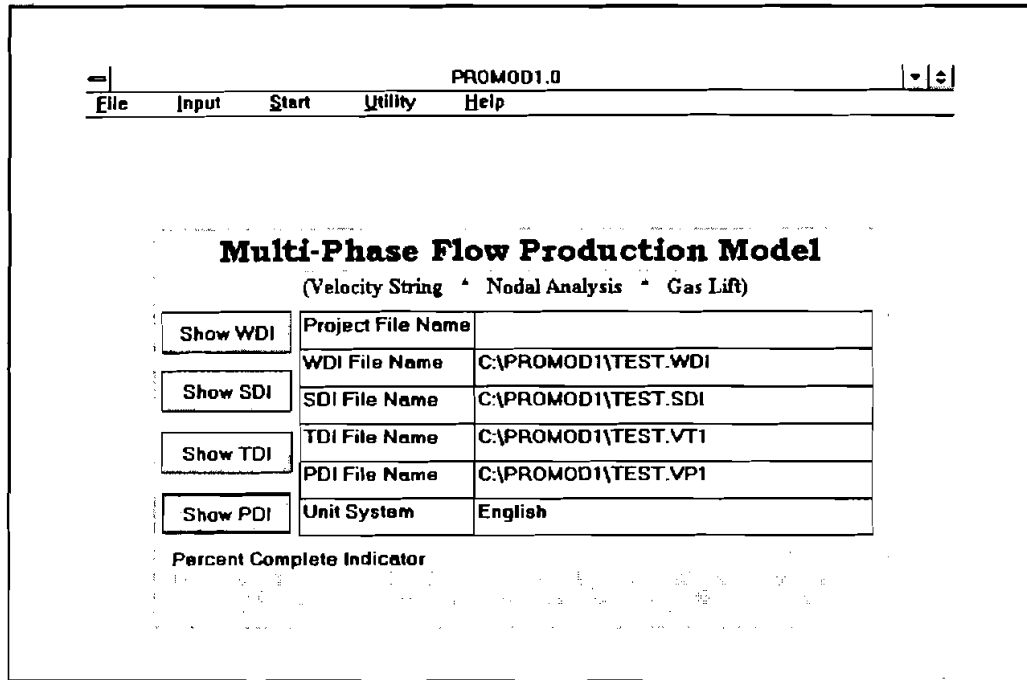 PROMOD1.0
File Input Start Utility Help
Multi-Phase Flow Production Model
(Velocity String * Nodal Analysis * Gas Lift)
Show WDI
Project File Name
WDI File Name C:\PROMOD1\TEST.WDI
Show SDI
SDI File Name C:\PROMOD1\TEST.SDI
TDI File Name C:\PROMOD1\TEST.VT1
Show TDI
PDI File Name C:\PROMOD1\TEST.VP1
Show PDI
Unit System English
Percent Complete Indicator